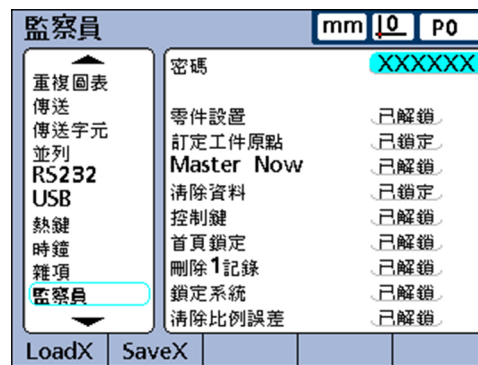 監察員 mm 0 P0
重複圖表
傳送
傳送字元
並列
RS232
USB
熱鍵
時鐘
雜項
監察員
密碼 XXXXXX
零件設置 已解鎖
訂定工件原點 已鎖定
Master Now 已解鎖
清除資料 已鎖定
控制鍵 已解鎖
首頁鎖定 已解鎖
刪除1記錄 已解鎖
鎖定系統 已解鎖
清除比例誤差 已解鎖
LoadX SaveX